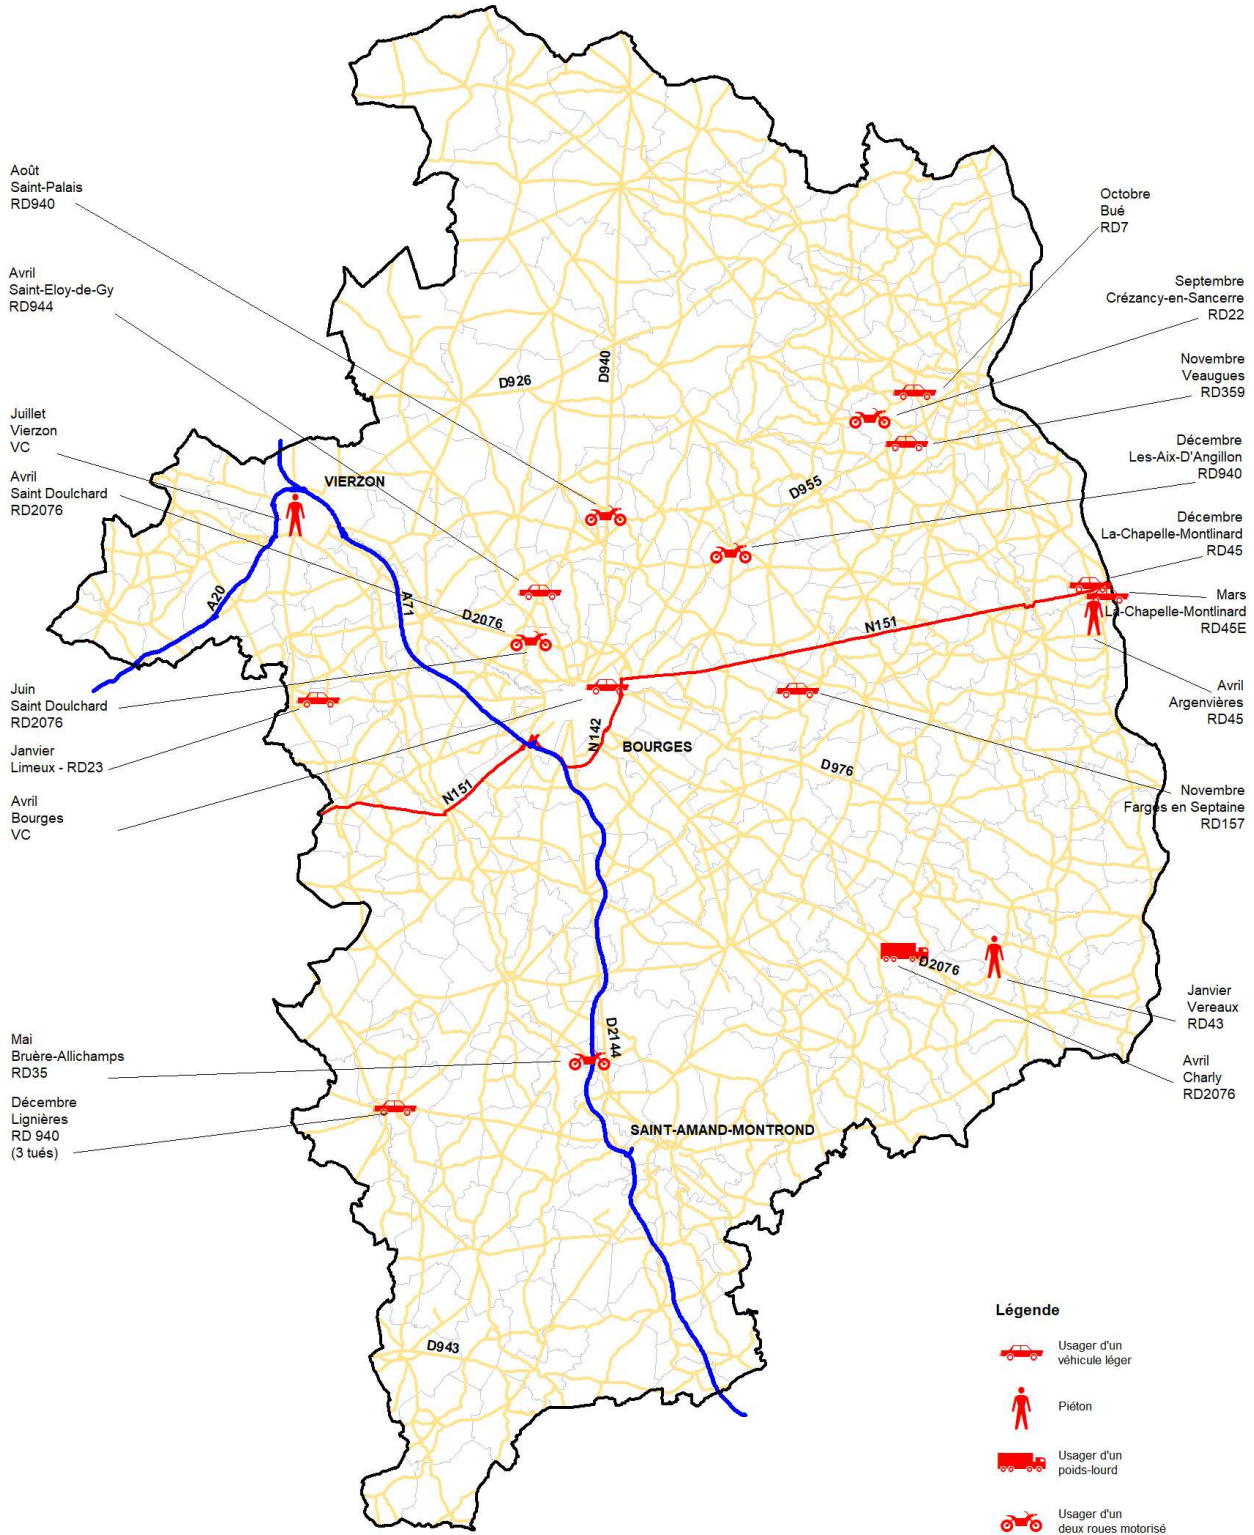 Août
Saint-Palais
RD940
Avril
Saint-Eloy-de-Gy
RD944
Juillet
Vierzon
VC
Avril
Saint Doulchard
RD2076
Juin
Saint Doulchard
RD2076
Janvier
Limeux - RD23
Avril
Bourges
VC
Mai
Bruère-Allichamps
RD35
Décembre
Lignières
RD 940
(3 tués)
D926
D940
VIERZON
D955
A20
A71
D2076
N151
N142
BOURGES
N151
D976
D2076
D2144
SAINT-AMAND-MONTROND
D943
Octobre
Bué
RD7
Septembre
Crézancy-en-Sancerre
RD22
Novembre
Veaugues
RD359
Décembre
Les-Aix-D'Angillon
RD940
Décembre
La-Chapelle-Montlinard
RD45
Mars
La-Chapelle-Montlinard
RD45E
Avril
Argenvières
RD45
Novembre
Farges en Septaine
RD157
Janvier
Vereaux
RD43
Avril
Charly
RD2076
Légende
Usager d'un
véhicule léger
Piéton
Usager d'un
poids-lourd
Usager d'un
deux roues motorisé